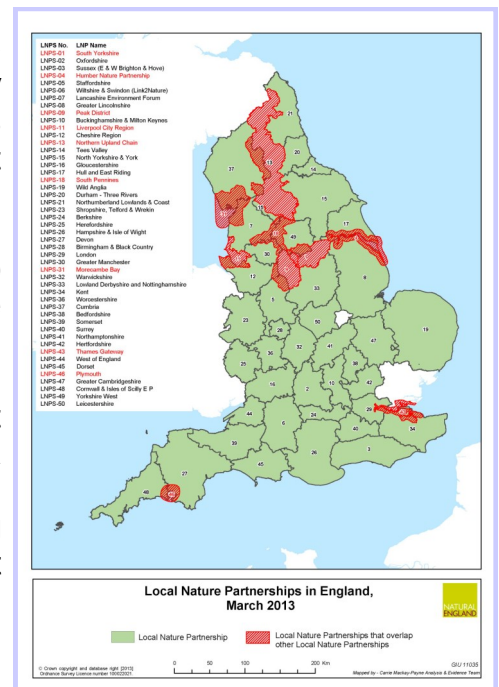 LNPS No. LNP Name
LNPS-01 South Yorkshire
LNPS-02 Oxfordshire
LNPS-03 Sussex (E & W Brighton & Hove)
LNPS-04 Humber Nature Partnership
LNPS-05 Staffordshire
LNPS-06 Wiltshire & Swindon (Link2Nature)
LNPS-07 Lancashire Environment Forum
LNPS-08 Greater Lincolnshire
LNPS-09 Peak District
LNPS-10 Buckinghamshire & Milton Keynes
LNPS-11 Liverpool City Region
LNPS-12 Cheshire Region
LNPS-13 Northern Upland Chain
LNPS-14 Tees Valley
LNPS-15 North Yorkshire & York
LNPS-16 Gloucestershire
LNPS-17 Hull and East Riding
LNPS-18 South Pennines
LNPS-19 Wild Anglia
LNPS-20 Durham - Three Rivers
LNPS-21 Northumberland Lowlands & Coast
LNPS-23 Shropshire, Telford & Wrekin
LNPS-24 Berkshire
LNPS-25 Herefordshire
LNPS-26 Hampshire & Isle of Wight
LNPS-27 Devon
LNPS-28 Birmingham & Black Country
LNPS-29 London
LNPS-30 Greater Manchester
LNPS-31 Morecambe Bay
LNPS-32 Warwickshire
LNPS-33 Lowland Derbyshire and Nottinghamshire
LNPS-34 Kent
LNPS-36 Worcestershire
LNPS-37 Cumbria
LNPS-38 Bedfordshire
LNPS-39 Somerset
LNPS-40 Surrey
LNPS-41 Northamptonshire
LNPS-42 Hertfordshire
LNPS-43 Thames Gateway
LNPS-44 West of England
LNPS-45 Dorset
LNPS-46 Plymouth
LNPS-47 Greater Cambridgeshire
LNPS-48 Cornwall & Isles of Scilly E P
LNPS-49 Yorkshire West
LNPS-50 Leicestershire
21
20
37
13
14
15
17
7
49
30
12
8
33
5
23
50
19
28
47
32
41
36
25
38
16
10
42
2
29
44
24
34
6
40
39
26
3
27
45
48
Local Nature Partnerships in England,
March 2013
NATURAL
ENGLAND
Local Nature Partnership
Local Nature Partnerships that overlap
other Local Nature Partnerships
0 50 100 200 Km
GIU 11035
© Crown copyright and database right [2013]
Ordnance Survey Licence number 100022021.
Mapped by - Carrie Mackay-Payne Analysis & Evidence Team